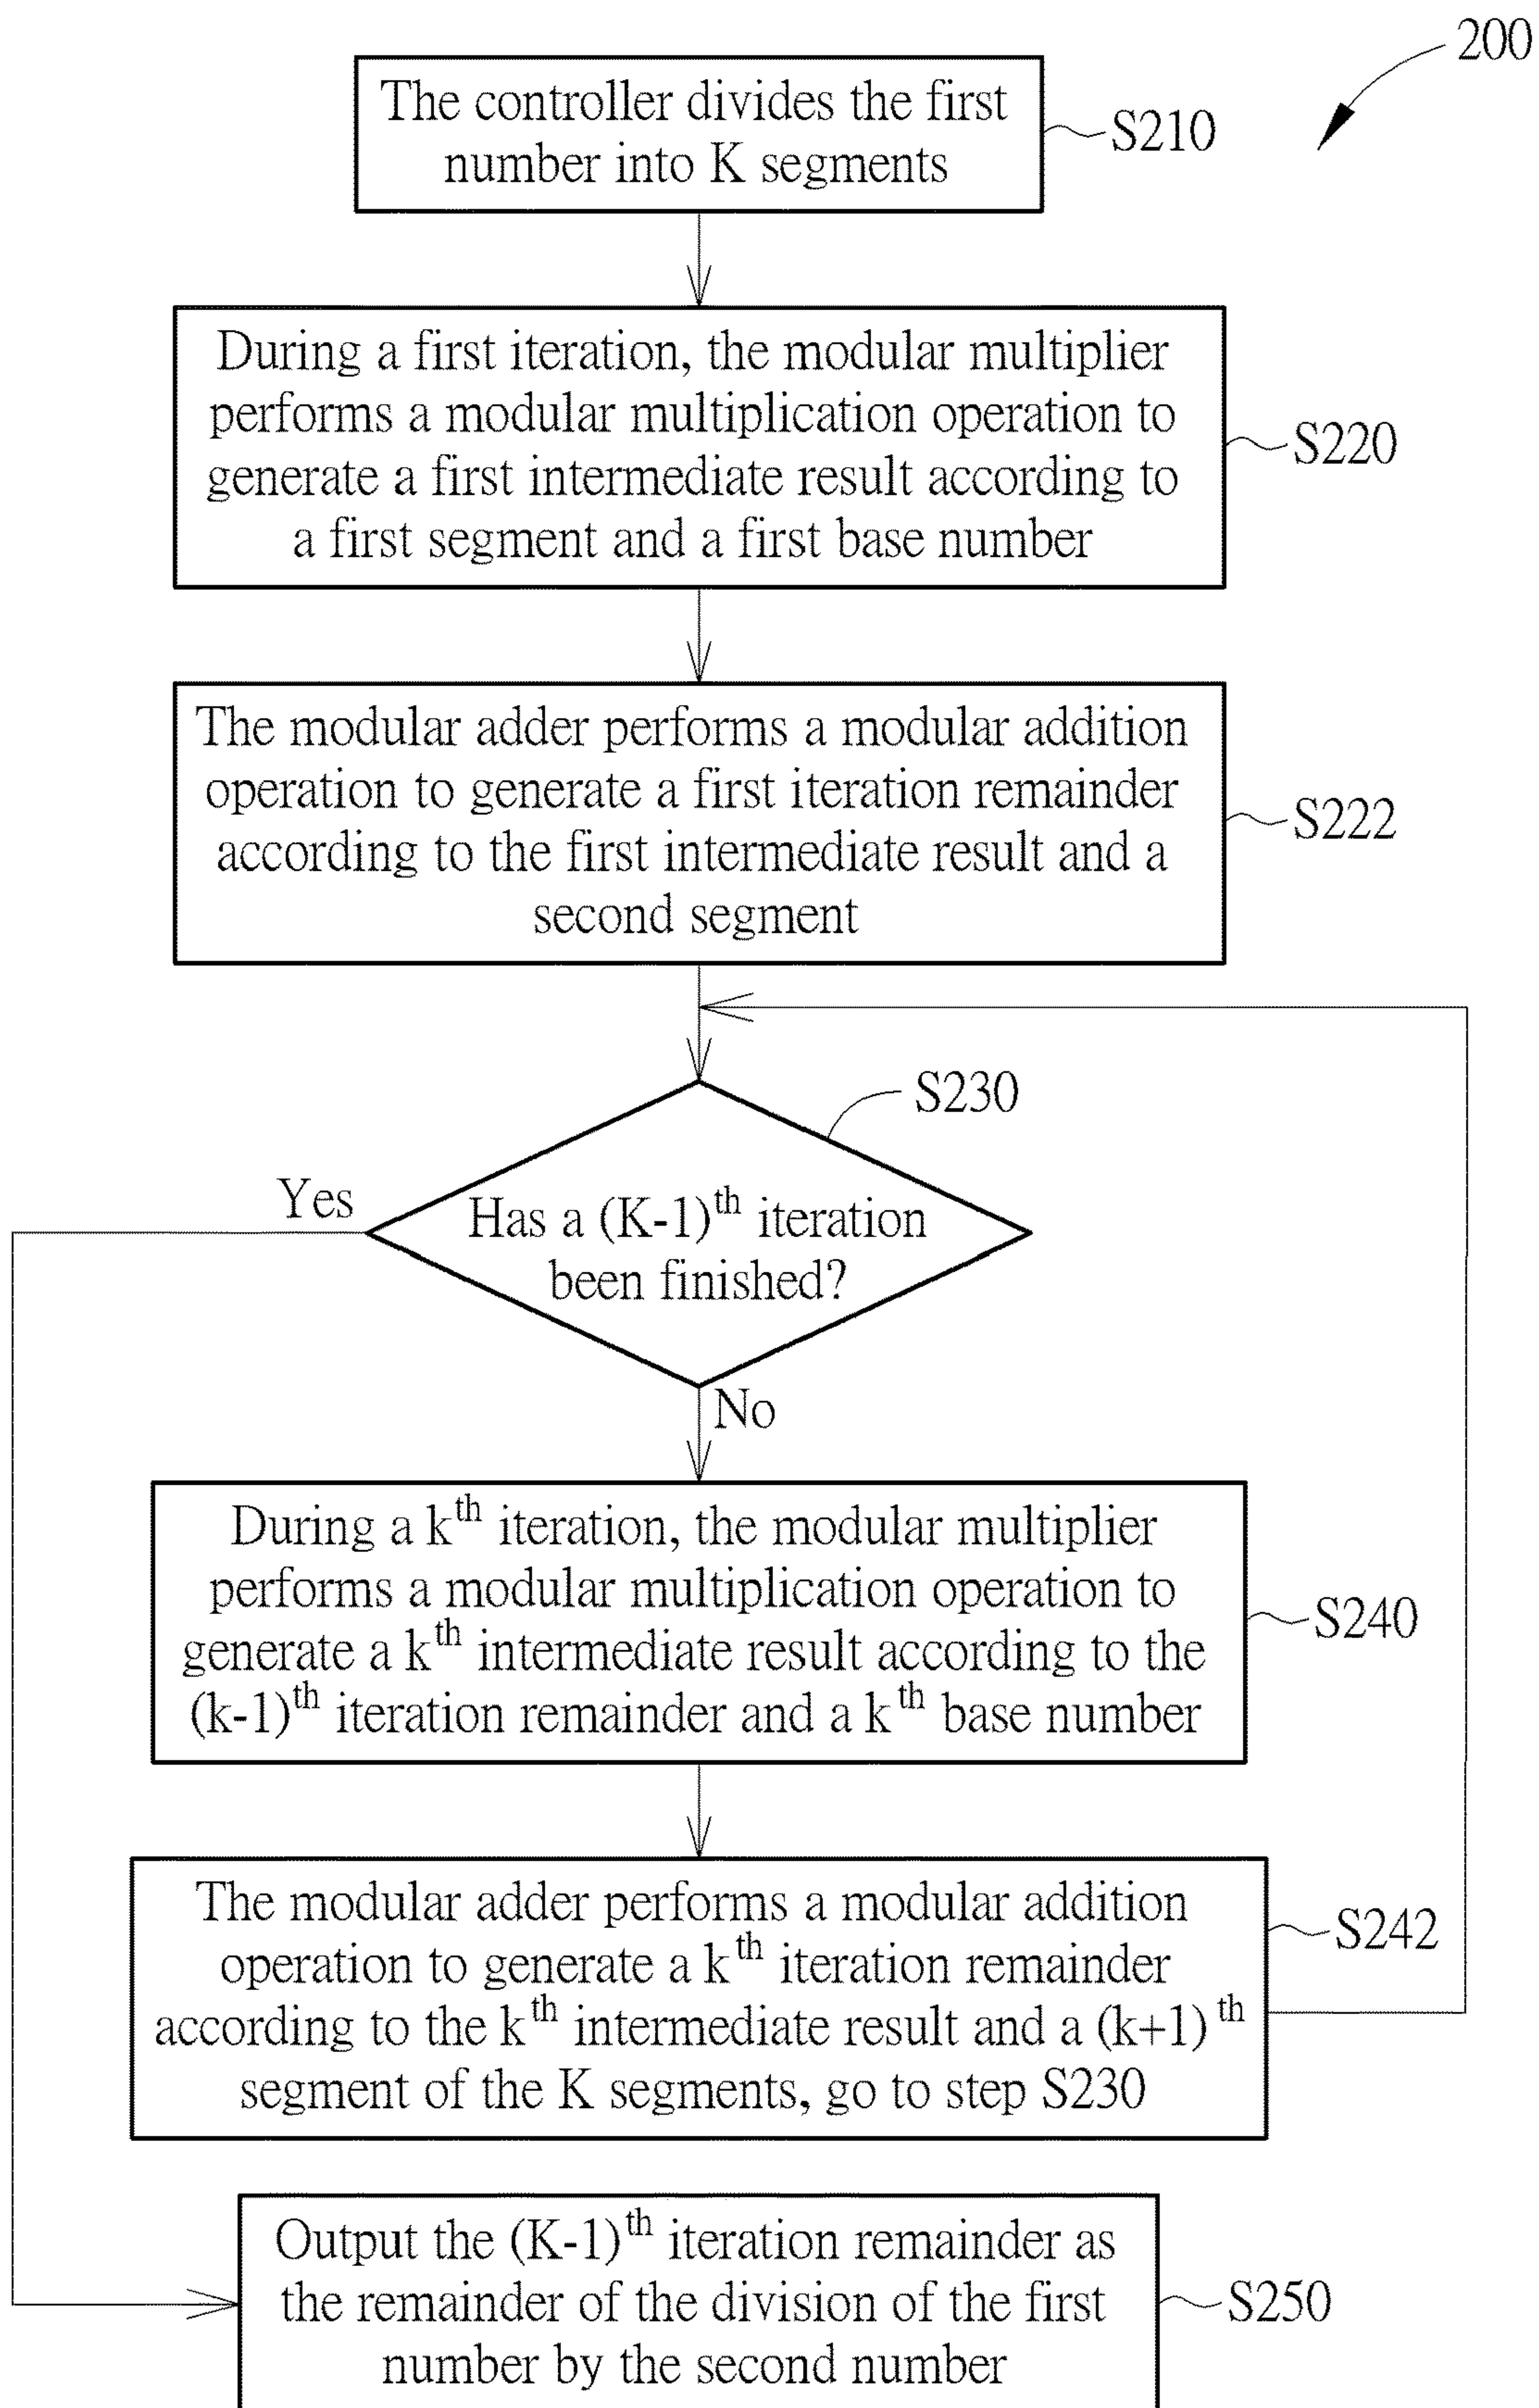 200
The controller divides the first
number into K segments
S210
During a first iteration, the modular multiplier
performs a modular multiplication operation to
generate a first intermediate result according to
a first segment and a first base number
S220
The modular adder performs a modular addition
operation to generate a first iteration remainder
according to the first intermediate result and a
second segment
S222
S230
Yes
Has a (K-1)th iteration
been finished?
No
During a kth iteration, the modular multiplier
performs a modular multiplication operation to
generate a kth intermediate result according to the
(k-1)th iteration remainder and a kth base number
S240
The modular adder performs a modular addition
operation to generate a kth iteration remainder
according to the kth intermediate result and a (k+1)th
segment of the K segments, go to step S230
S242
Output the (K-1)th iteration remainder as
the remainder of the division of the first
number by the second number
S250